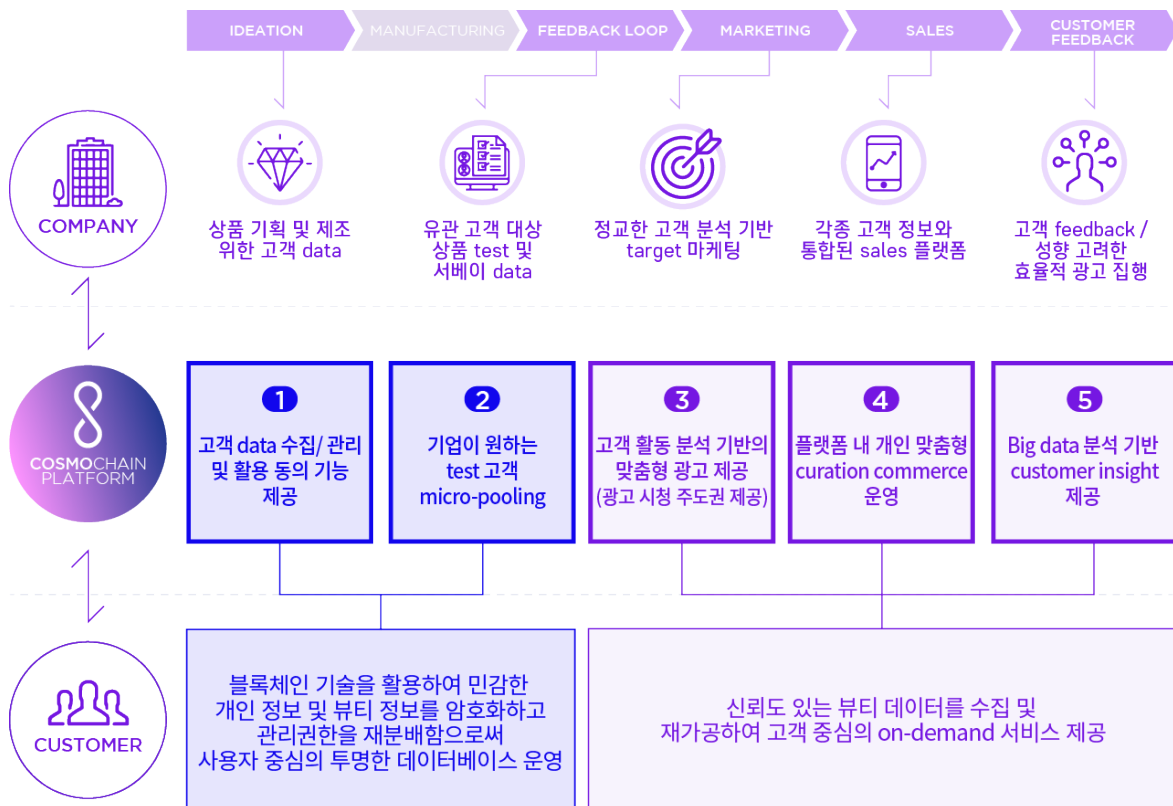 IDEATION
MANUFACTURING
FEEDBACK LOOP
MARKETING
SALES
CUSTOMER
FEEDBACK
COMPANY
상품 기획 및 제조
위한 고객 data
유관 고객 대상
상품 test 및
서베이 data
정교한 고객 분석 기반
target 마케팅
각종 고객 정보와
통합된 sales 플랫폼
고객 feedback /
성향 고려한
효율적 광고 집행
COSMOCHAIN
PLATFORM
1
고객 data 수집/ 관리
및 활용 동의 기능
제공
2
기업이 원하는
test 고객
micro-pooling
3
고객 활동 분석 기반의
맞춤형 광고 제공
(광고 시청 주도권 제공)
4
플랫폼 내 개인 맞춤형
curation commerce
운영
5
Big data 분석 기반
customer insight
제공
CUSTOMER
블록체인 기술을 활용하여 민감한
개인 정보 및 뷰티 정보를 암호화하고
관리권한을 재분배함으로써
사용자 중심의 투명한 데이터베이스 운영
신뢰도 있는 뷰티 데이터를 수집 및
재가공하여 고객 중심의 on-demand 서비스 제공